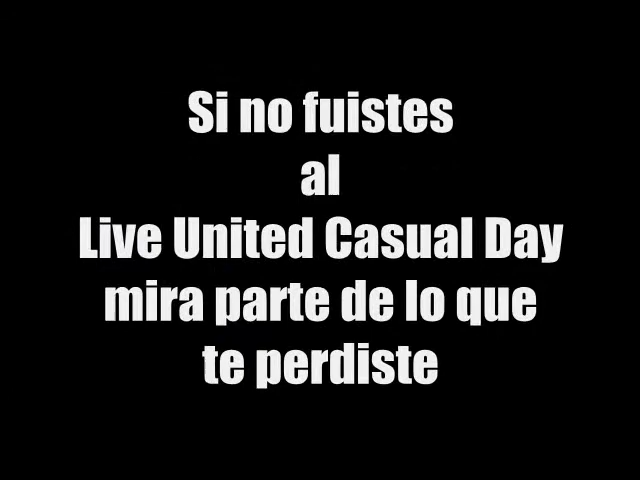 Si no fuistes
al
Live United Casual Day
mira parte de lo que
te perdiste